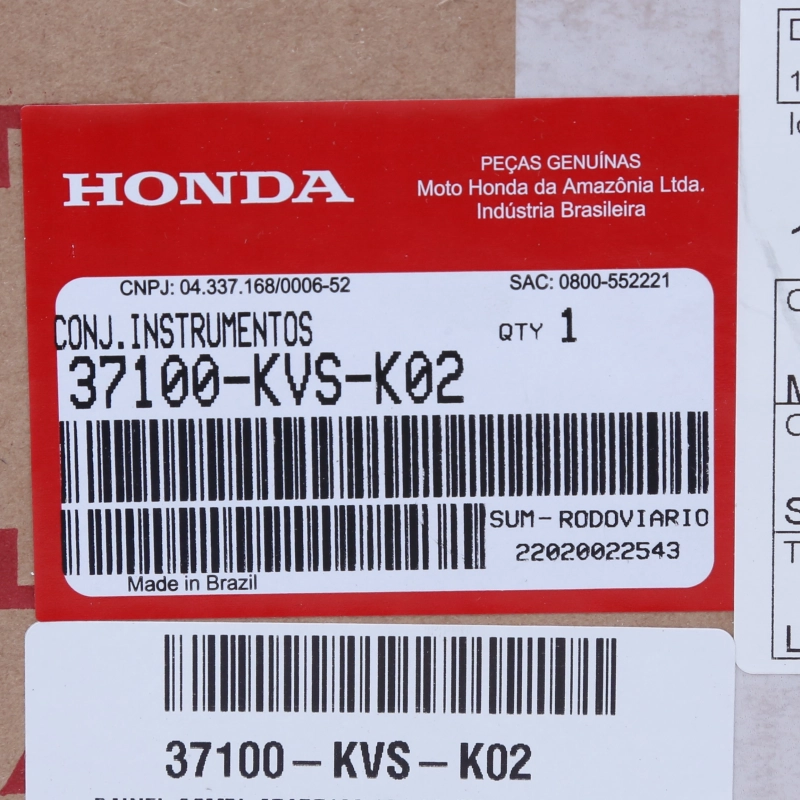 HONDA
PEÇAS GENUÍNAS
Moto Honda da Amazônia Ltda.
Indústria Brasileira
CNPJ: 04.337.168/0006-52
SAC: 0800-552221
CONJ.INSTRUMENTOS
QTY 1
37100-KVS-K02
SUM-RODOVIARIO
22020022543
Made in Brazil
37100-KVS-K02